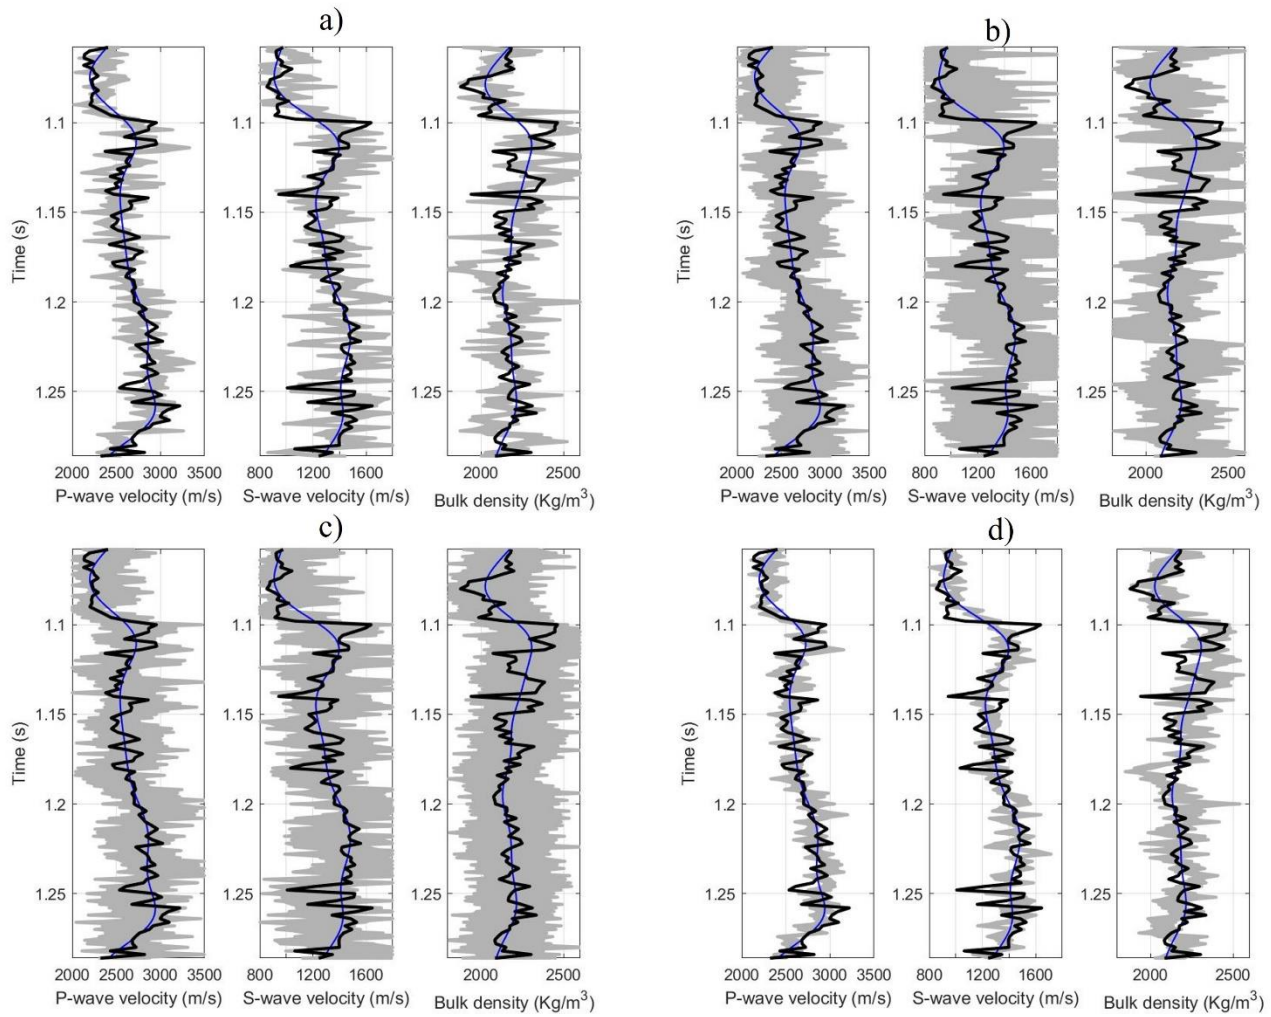 a)
b)
Time (s)
1.1
1.15
1.2
1.25
2000 2500 3000 3500
P-wave velocity (m/s)
800 1200 1600
S-wave velocity (m/s)
2000 2500
Bulk density (Kg/m³)
Time (s)
1.1
1.15
1.2
1.25
2000 2500 3000 3500
P-wave velocity (m/s)
800 1200 1600
S-wave velocity (m/s)
2000 2500
Bulk density (Kg/m³)
c)
d)
Time (s)
1.1
1.15
1.2
1.25
2000 2500 3000 3500
P-wave velocity (m/s)
800 1200 1600
S-wave velocity (m/s)
2000 2500
Bulk density (Kg/m³)
Time (s)
1.1
1.15
1.2
1.25
2000 2500 3000 3500
P-wave velocity (m/s)
800 1200 1600
S-wave velocity (m/s)
2000 2500
Bulk density (Kg/m³)